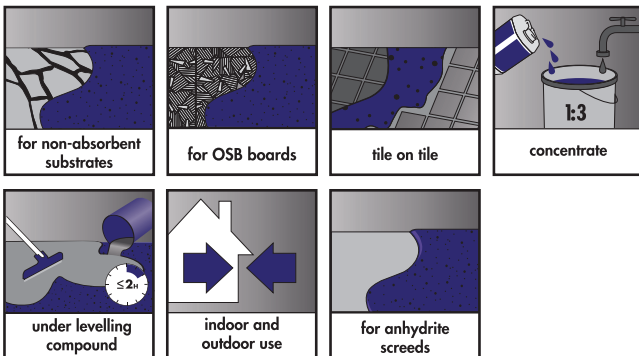 for non-absorbent
substrates
for OSB boards
tile on tile
1:3
concentrate
≤2H
under levelling
compound
indoor and
outdoor use
for anhydrite
screeds